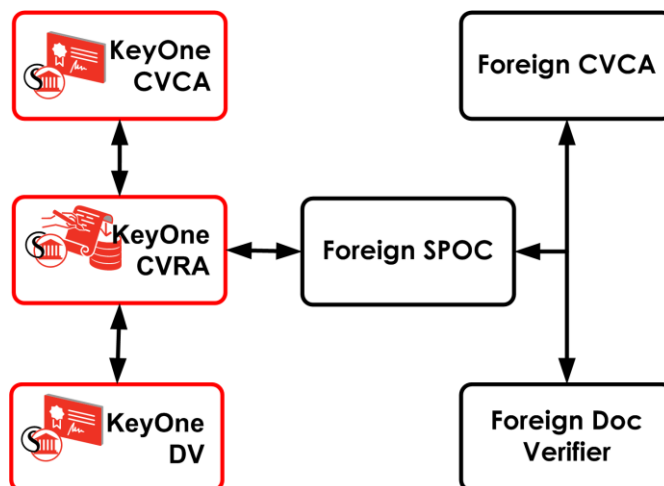 KeyOne
CVCA
Foreign CVCA
KeyOne
CVRA
Foreign SPOC
KeyOne
DV
Foreign Doc
Verifier